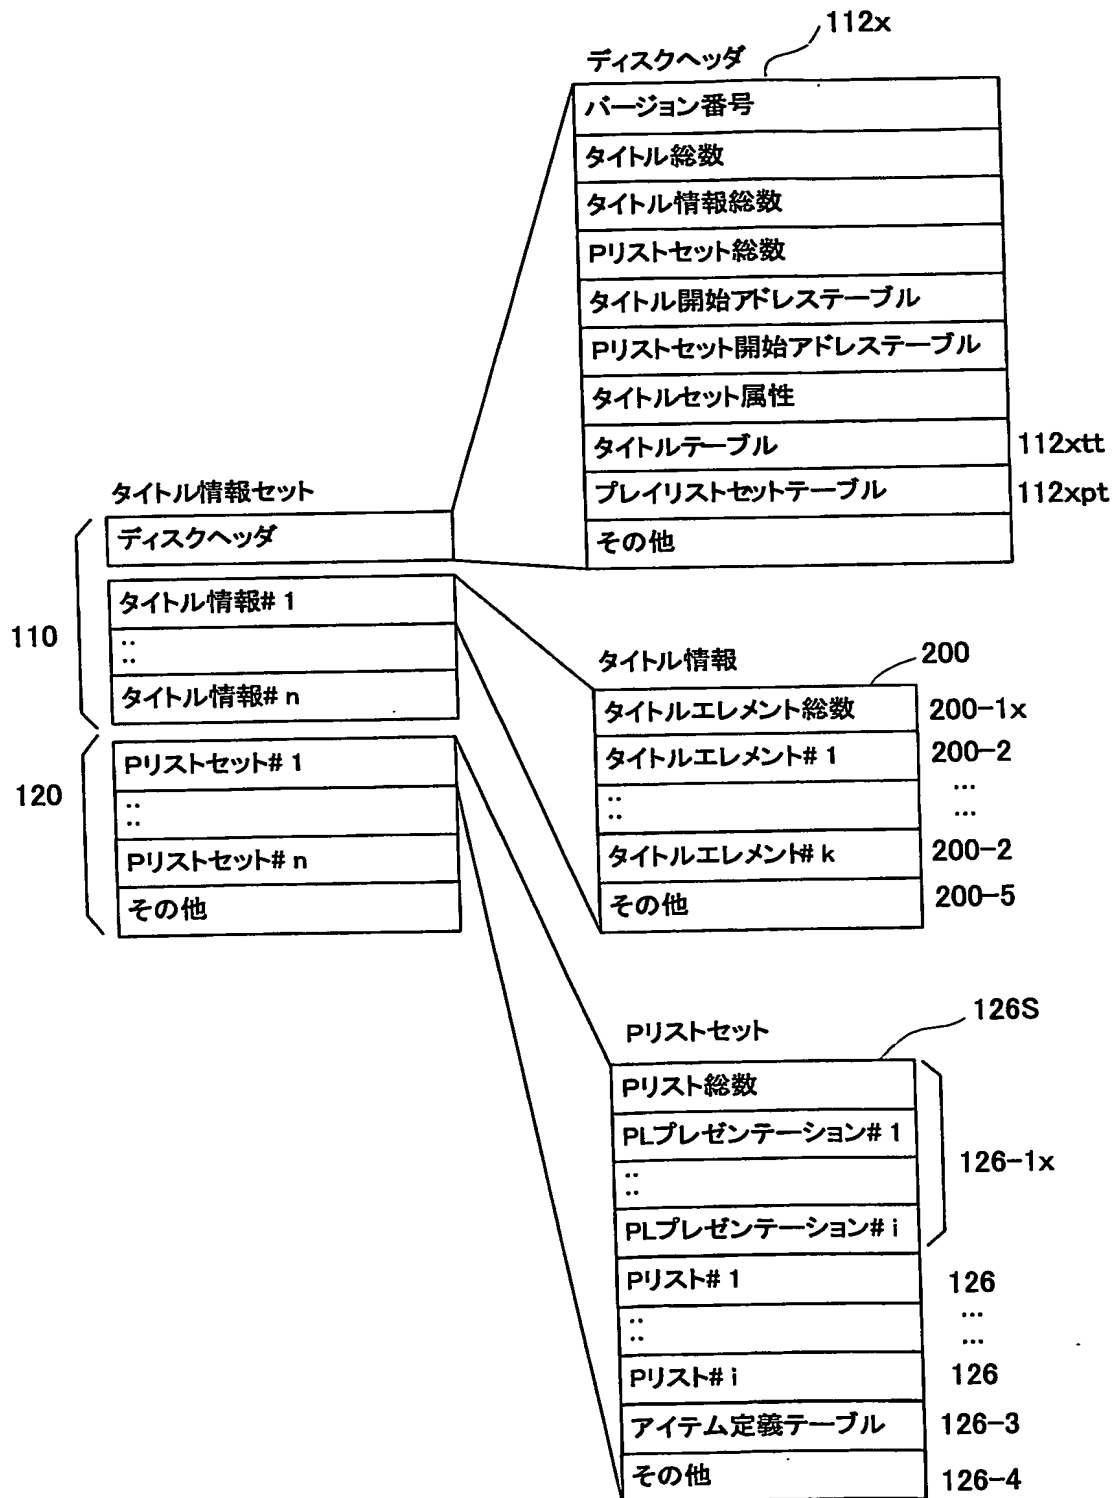 112x
ディスクヘッダ
バージョン番号
タイトル総数
タイトル情報総数
Pリストセット総数
タイトル開始アドレステーブル
Pリストセット開始アドレステーブル
タイトルセット属性
タイトルテーブル 112xtt
プレイリストセットテーブル 112xpt
その他
タイトル情報セット
ディスクヘッダ
110
タイトル情報# 1
::
タイトル情報# n
120
Pリストセット# 1
::
Pリストセット# n
その他
タイトル情報 200
タイトルエレメント総数 200-1x
タイトルエレメント# 1 200-2
:: ...
...
タイトルエレメント# k 200-2
その他 200-5
Pリストセット 126S
Pリスト総数
PLプレゼンテーション# 1
::
PLプレゼンテーション# i
126-1x
Pリスト# 1 126
:: ...
...
Pリスト# i 126
アイテム定義テーブル 126-3
その他 126-4